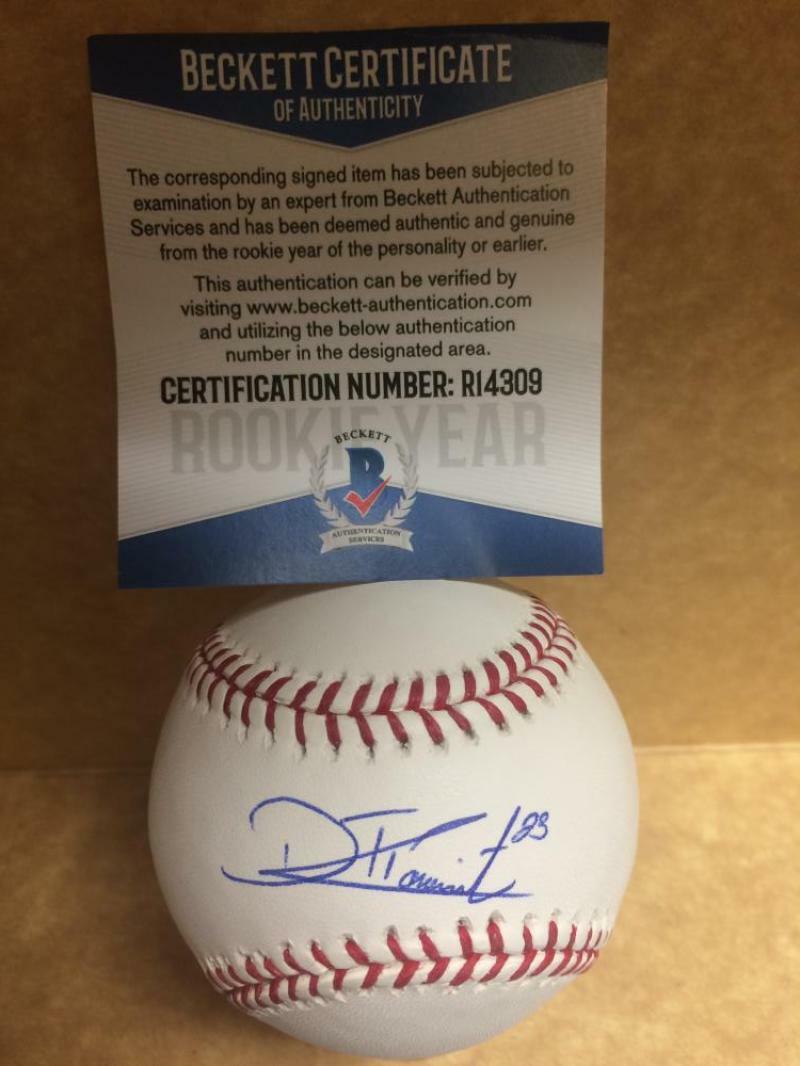 BECKETT CERTIFICATE
OF AUTHENTICITY
The corresponding signed item has been subjected to
examination by an expert from Beckett Authentication
Services and has been deemed authentic and genuine
from the rookie year of the personality or earlier.
This authentication can be verified by
visiting www.beckett-authentication.com
and utilizing the below authentication
number in the designated area.
CERTIFICATION NUMBER: R14309
ROOKIE YEAR
BECKETT
B
AUTHENTICATION
SERVICES
23